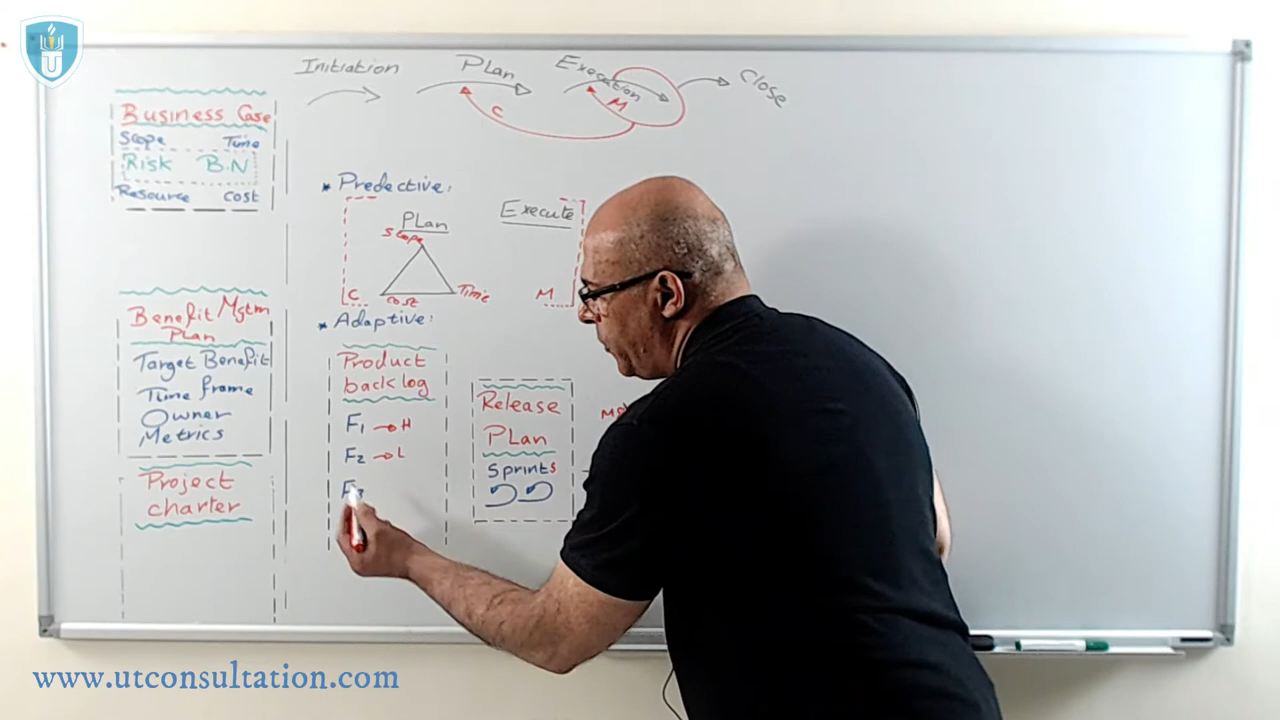 U
Initiation
Plan
Execution
Close
M
C
Business Case
Scope Time
Risk B.N
Resource cost
Benefit Mgtm
Plan
Target Benefit
Time frame
Owner
Metrics
Project
charter
* Predective:
PLan
Scope
Cost
Time
C
Execute
M
* Adaptive:
Product
backlog
F1 → H
F2 → L
Release
PLan
Sprints
www.utconsultation.com